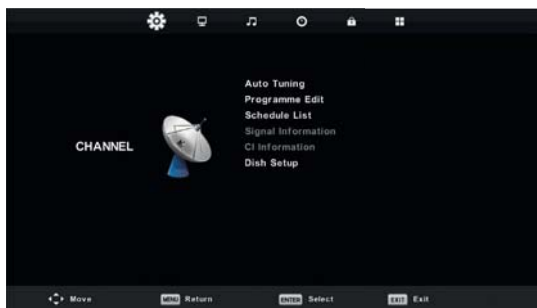 Auto Tuning
Programme Edit
Schedule List
Signal Information
CI Information
CHANNEL
Dish Setup
Move MENU Return ENTER Select EXIT Exit